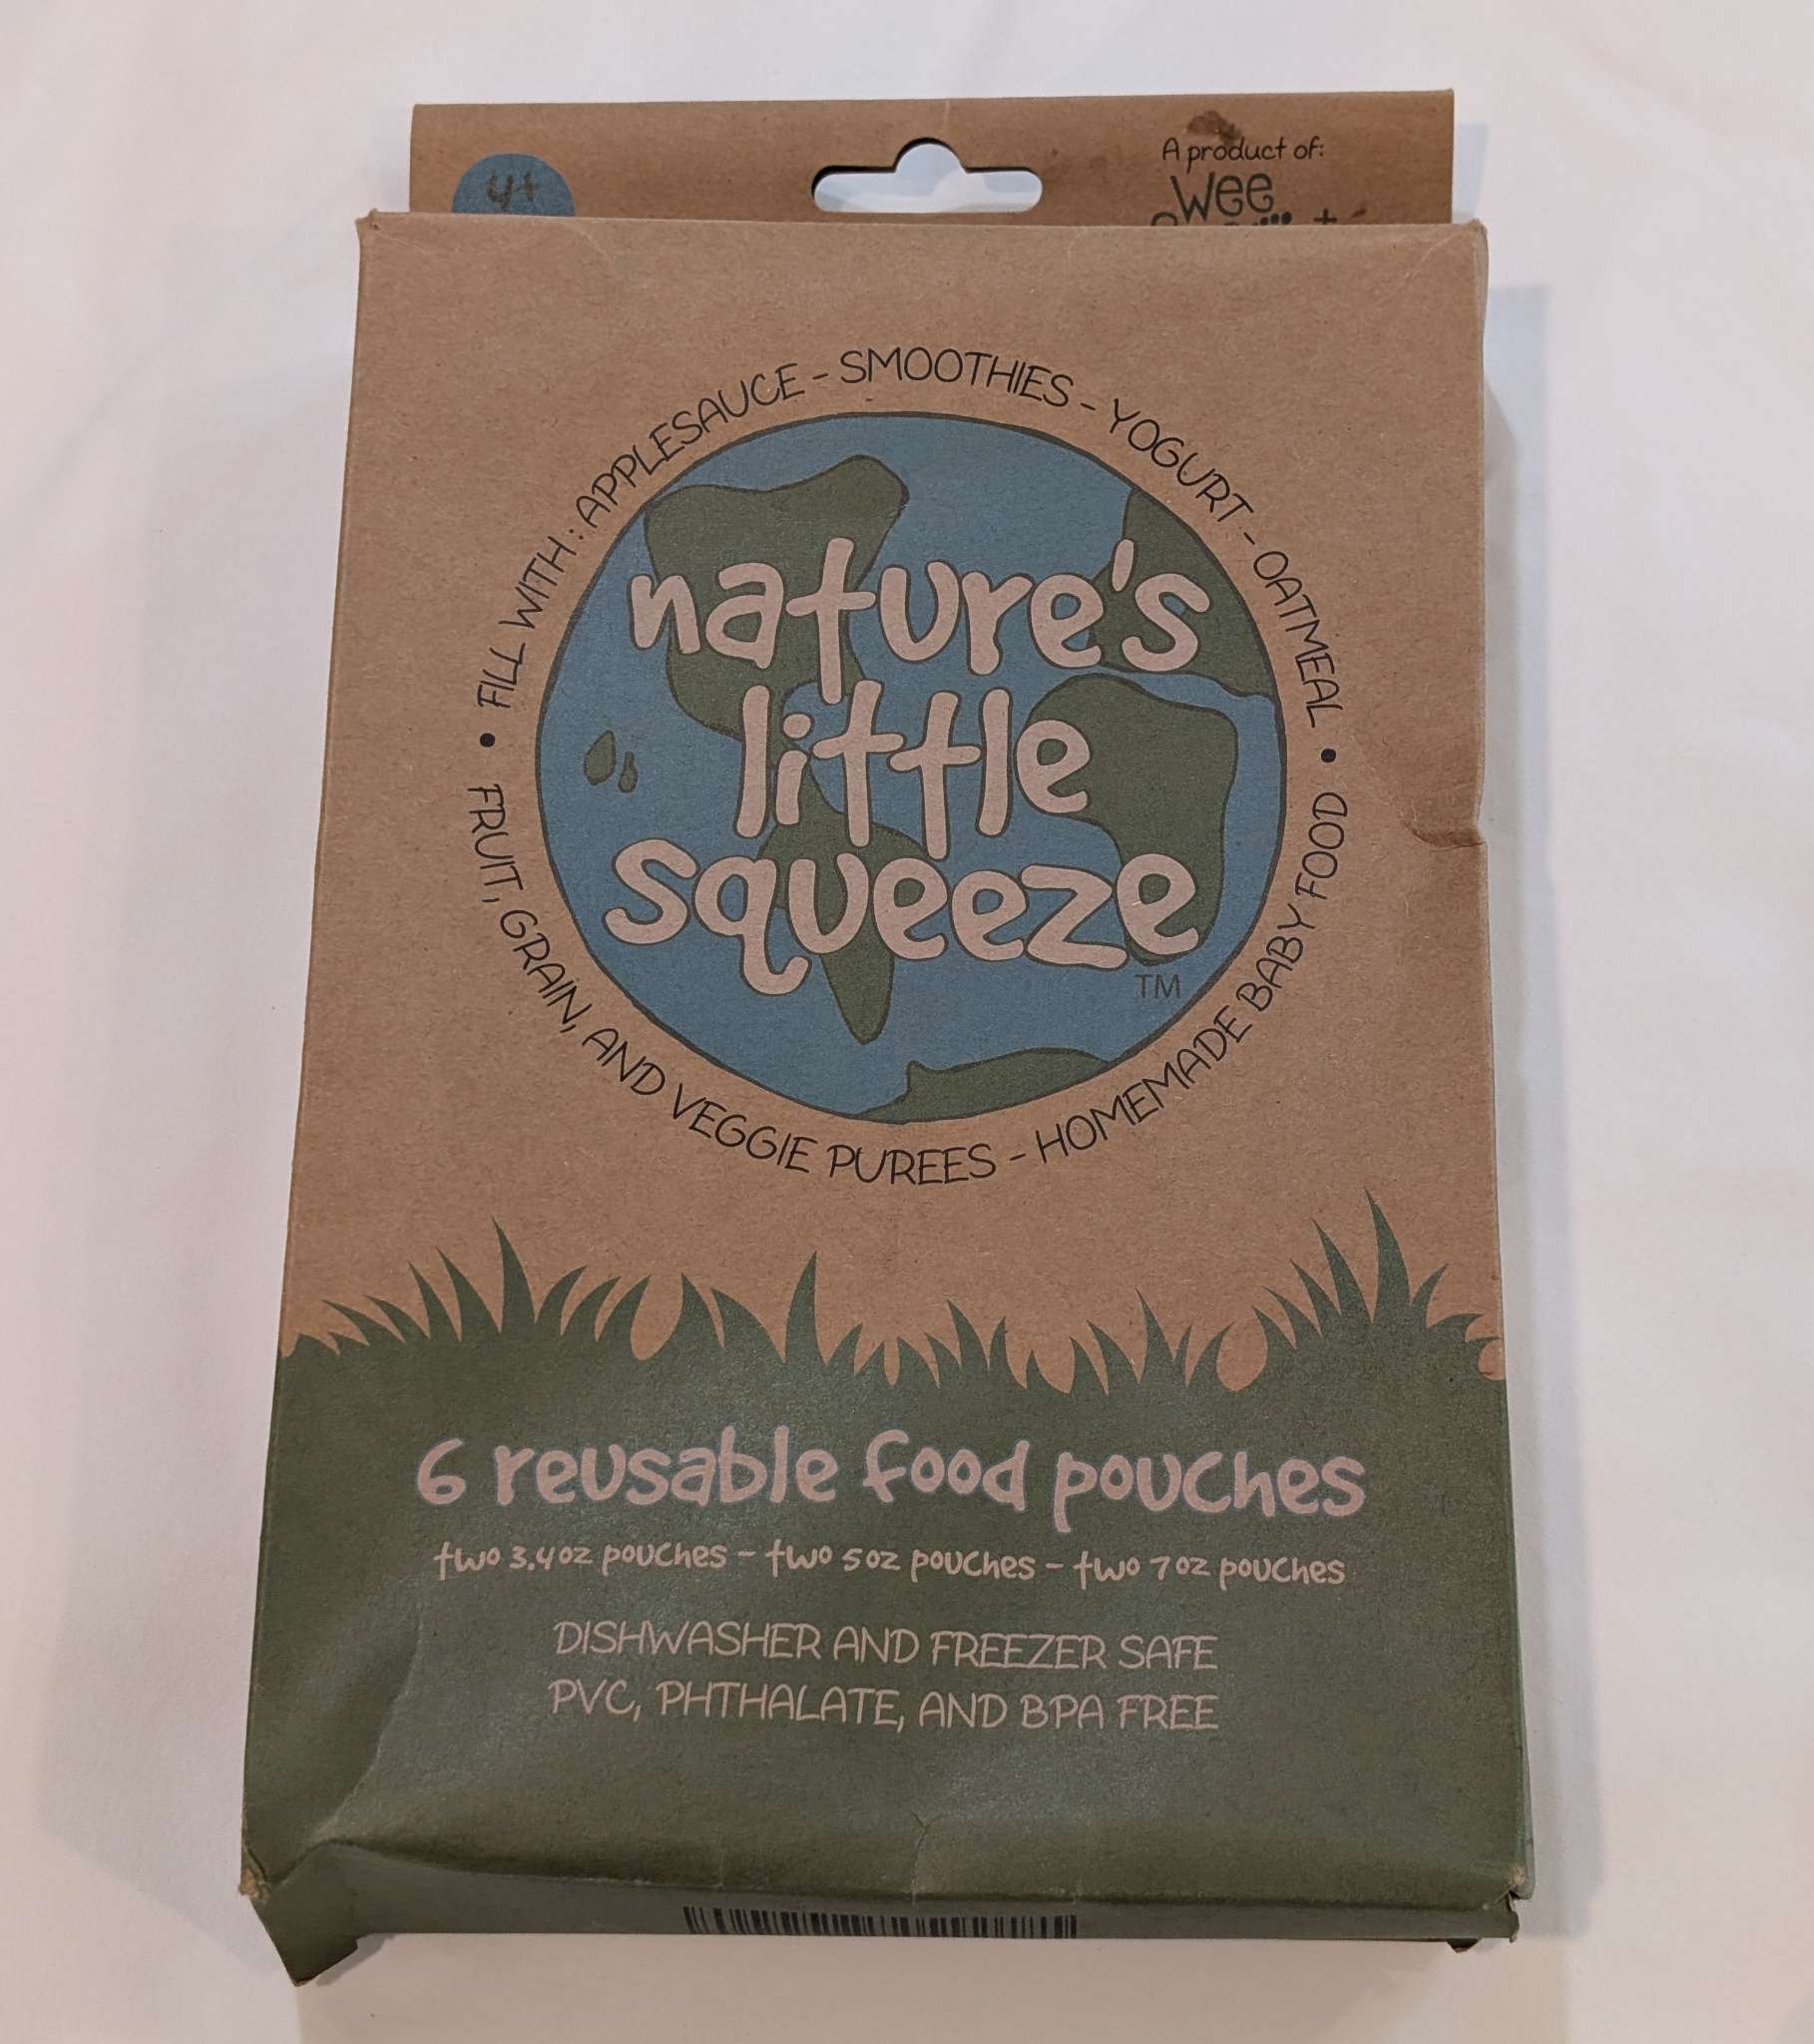 4+
A product of:
wee
FILL WITH: APPLESAUCE - SMOOTHIES - YOGURT - OATMEAL
nature's
little
squeeze
TM
• FRUIT, GRAIN, AND VEGGIE PUREES - HOMEMADE BABY FOOD •
6 reusable food pouches
two 3.4oz pouches - two 5oz pouches - two 7oz pouches
DISHWASHER AND FREEZER SAFE
PVC, PHTHALATE, AND BPA FREE